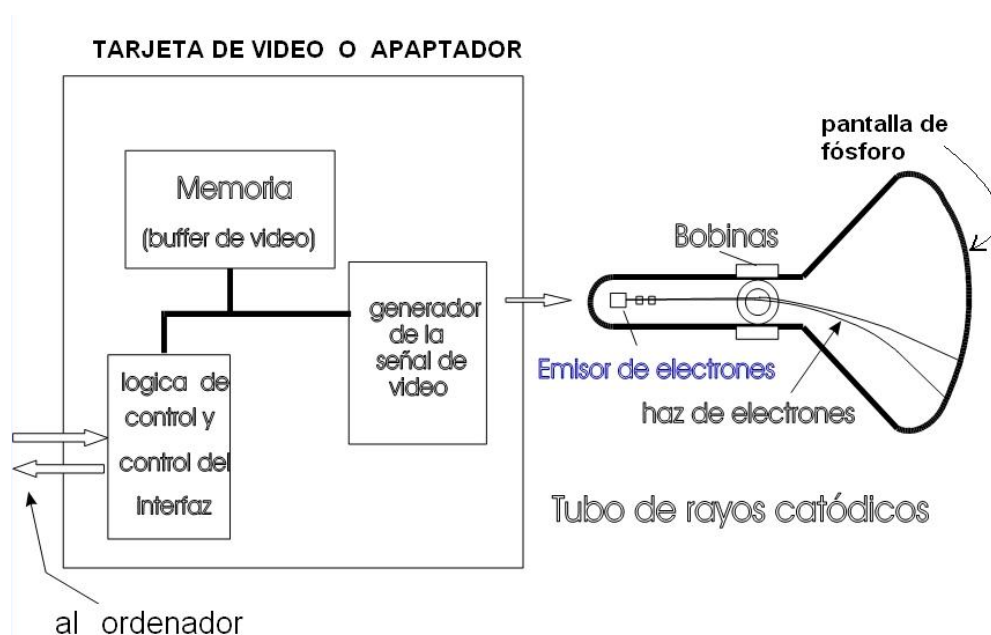 TARJETA DE VIDEO O APAPTADOR
Memoria
(buffer de video)
generador
de la
señal de
video
logica de
control y
control del
interfaz
al ordenador
pantalla de
fósforo
Bobinas
Emisor de electrones
haz de electrones
Tubo de rayos catódicos